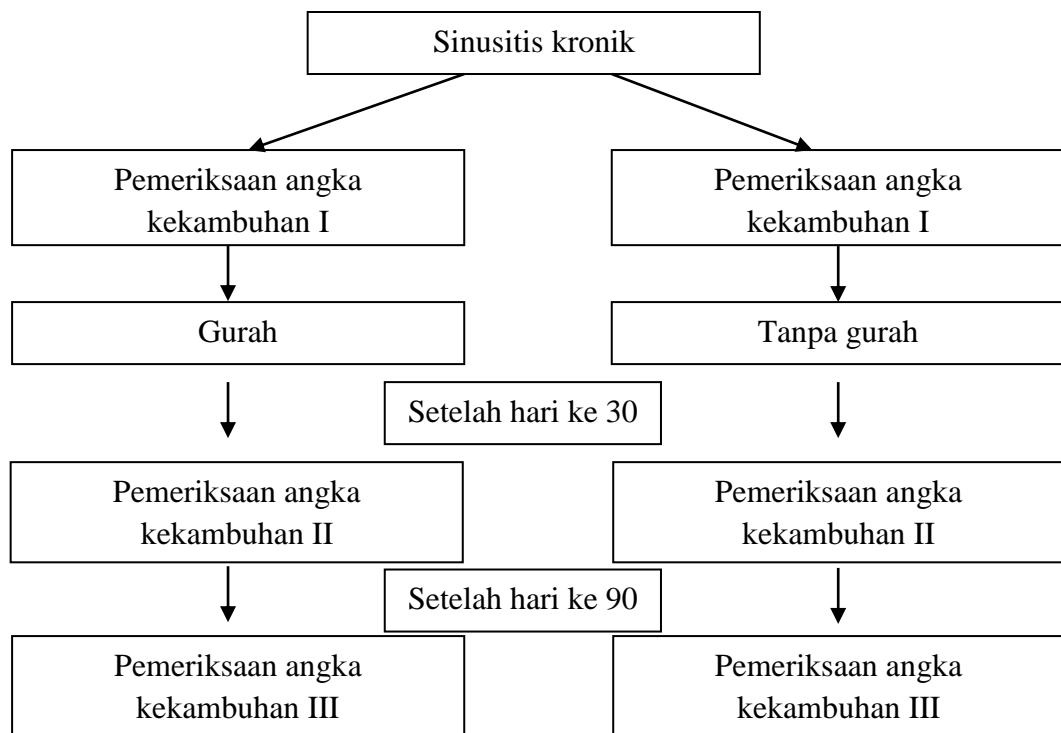 Sinusitis kronik
Pemeriksaan angka
kekambuhan I
Pemeriksaan angka
kekambuhan I
Gurah
Tanpa gurah
Setelah hari ke 30
Pemeriksaan angka
kekambuhan II
Pemeriksaan angka
kekambuhan II
Setelah hari ke 90
Pemeriksaan angka
kekambuhan III
Pemeriksaan angka
kekambuhan III